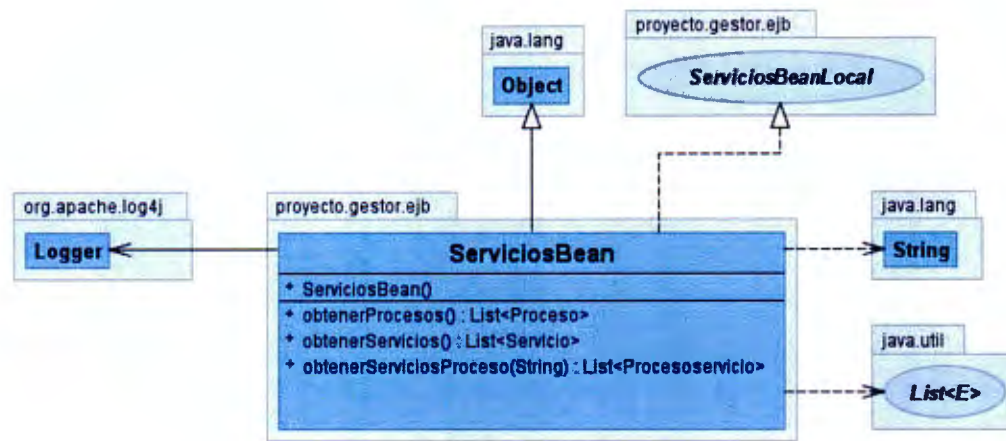 java.lang
Object
proyecto.gestor.ejb
ServiciosBeanLocal
org.apache.log4j
Logger
proyecto.gestor.ejb
ServiciosBean
+ ServiciosBean()
+ obtenerProcesos() : List<Proceso>
+ obtenerServicios() : List<Servicio>
+ obtenerServiciosProceso(String) : List<Procesoservicio>
java.lang
String
java.util
List<E>